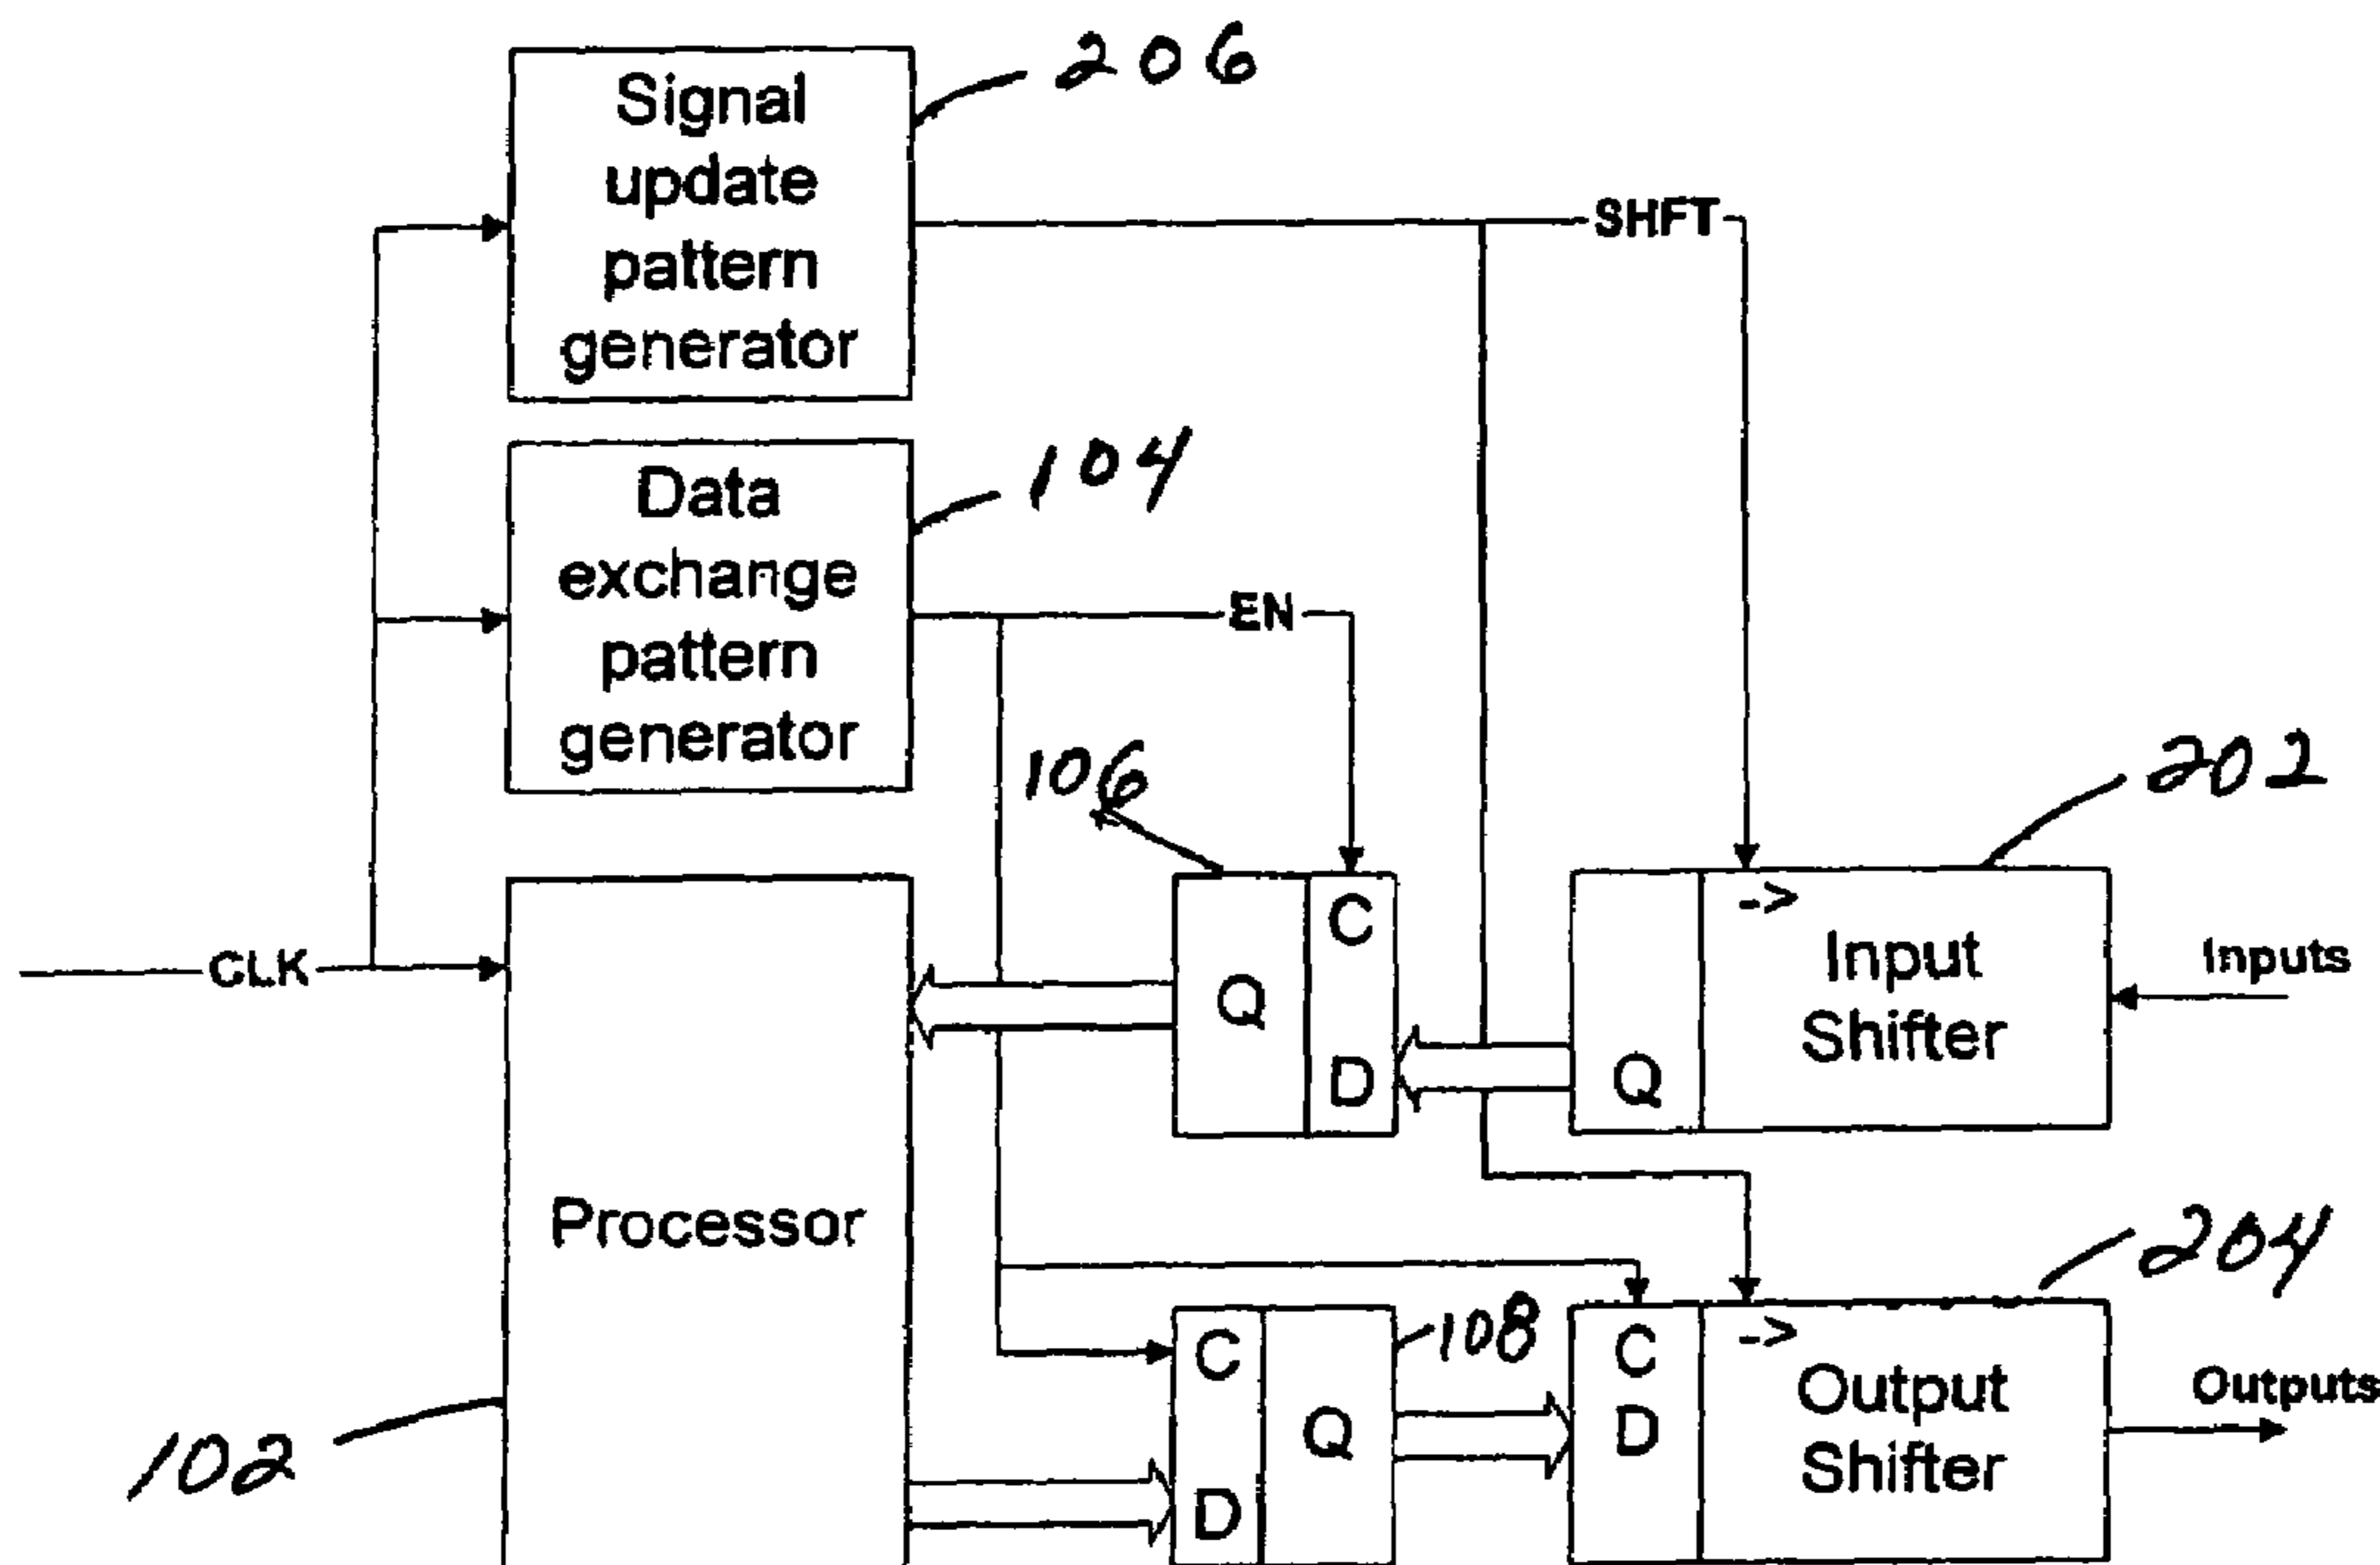 206
Signal
update
pattern
generator
SHFT
104
Data
exchange
pattern
generator
EN
106
202
C
->
CLK
Q
Input
Shifter
Inputs
D
Q
Processor
204
108
C
Q
C
D
->
Output
Shifter
Outputs
102
D